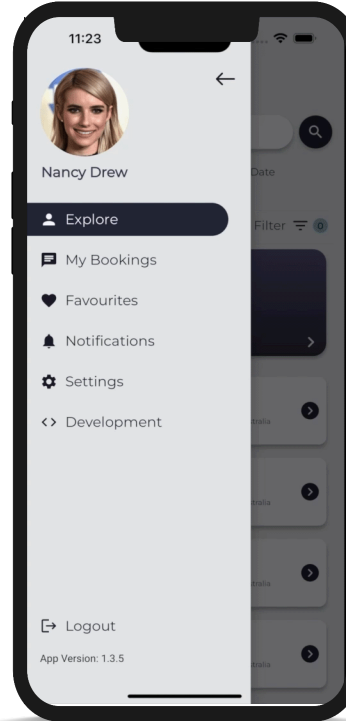 11:23
Nancy Drew
Date
Explore
Filter 0
My Bookings
Favourites
Notifications
Settings
Development
Logout
App Version: 1.3.5